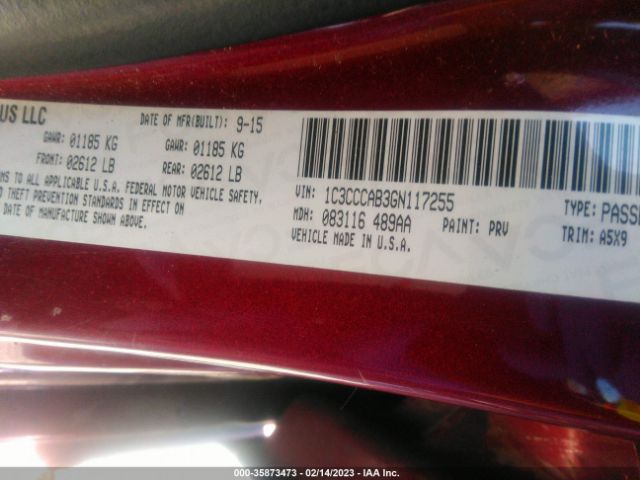 US LLC
DATE OF MFR(BUILT): 9-15
GAWR: 01185 KG GAWR: 01185 KG
FRONT: 02612 LB REAR: 02612 LB
TO ALL APPLICABLE U.S.A. FEDERAL MOTOR VEHICLE SAFETY,
THEFT PREVENTION STANDARDS IN EFFECT ON
DATE OF MANUFACTURE SHOWN ABOVE.
VIN: 1C3CCCAB3GN117255 TYPE:
MDH: 083116 489AA PAINT: PRV TRIM: A5X9
VEHICLE MADE IN U.S.A.
000-35873473 - 02/14/2023 - IAA Inc.